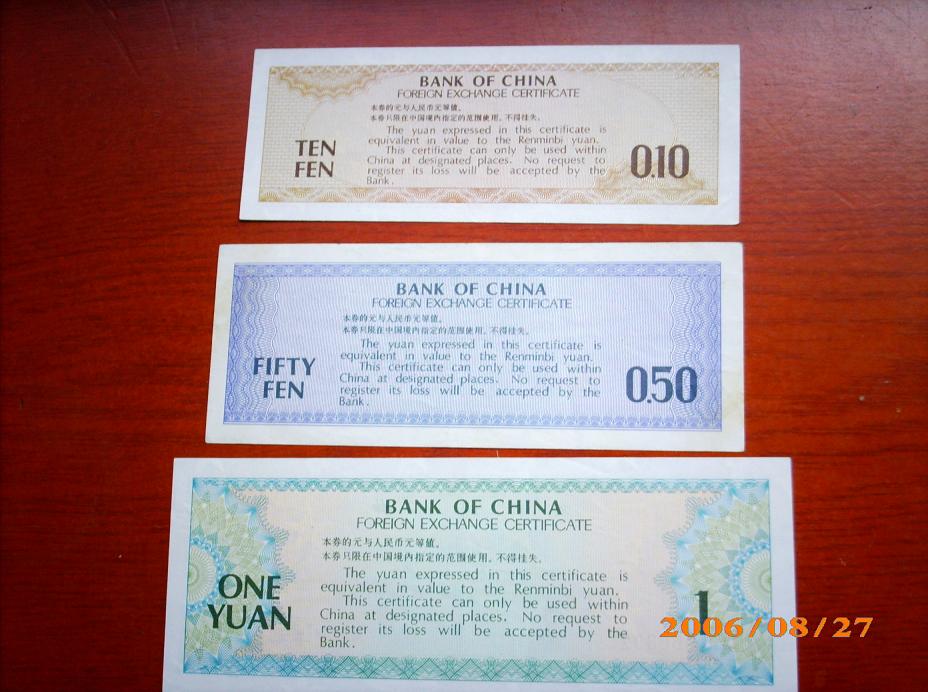 BANK OF CHINA
FOREIGN EXCHANGE CERTIFICATE
本券的元与人民币元等值。
本券只限在中国境内指定的范围使用，不得挂失。
The yuan expressed in this certificate is
equivalent in value to the Renminbi yuan.
This certificate can only be used within
China at designated places. No request to
register its loss will be accepted by the
Bank.
TEN
FEN
0.10
BANK OF CHINA
FOREIGN EXCHANGE CERTIFICATE
本券的元与人民币元等值。
本券只限在中国境内指定的范围使用，不得挂失。
The yuan expressed in this certificate is
equivalent in value to the Renminbi yuan.
This certificate can only be used within
China at designated places. No request to
register its loss will be accepted by the
Bank.
FIFTY
FEN
0.50
BANK OF CHINA
FOREIGN EXCHANGE CERTIFICATE
本券的元与人民币元等值。
本券只限在中国境内指定的范围使用，不得挂失。
The yuan expressed in this certificate is
equivalent in value to the Renminbi yuan.
This certificate can only be used within
China at designated places. No request to
register its loss will be accepted by the
Bank.
ONE
YUAN
1
2006/08/27